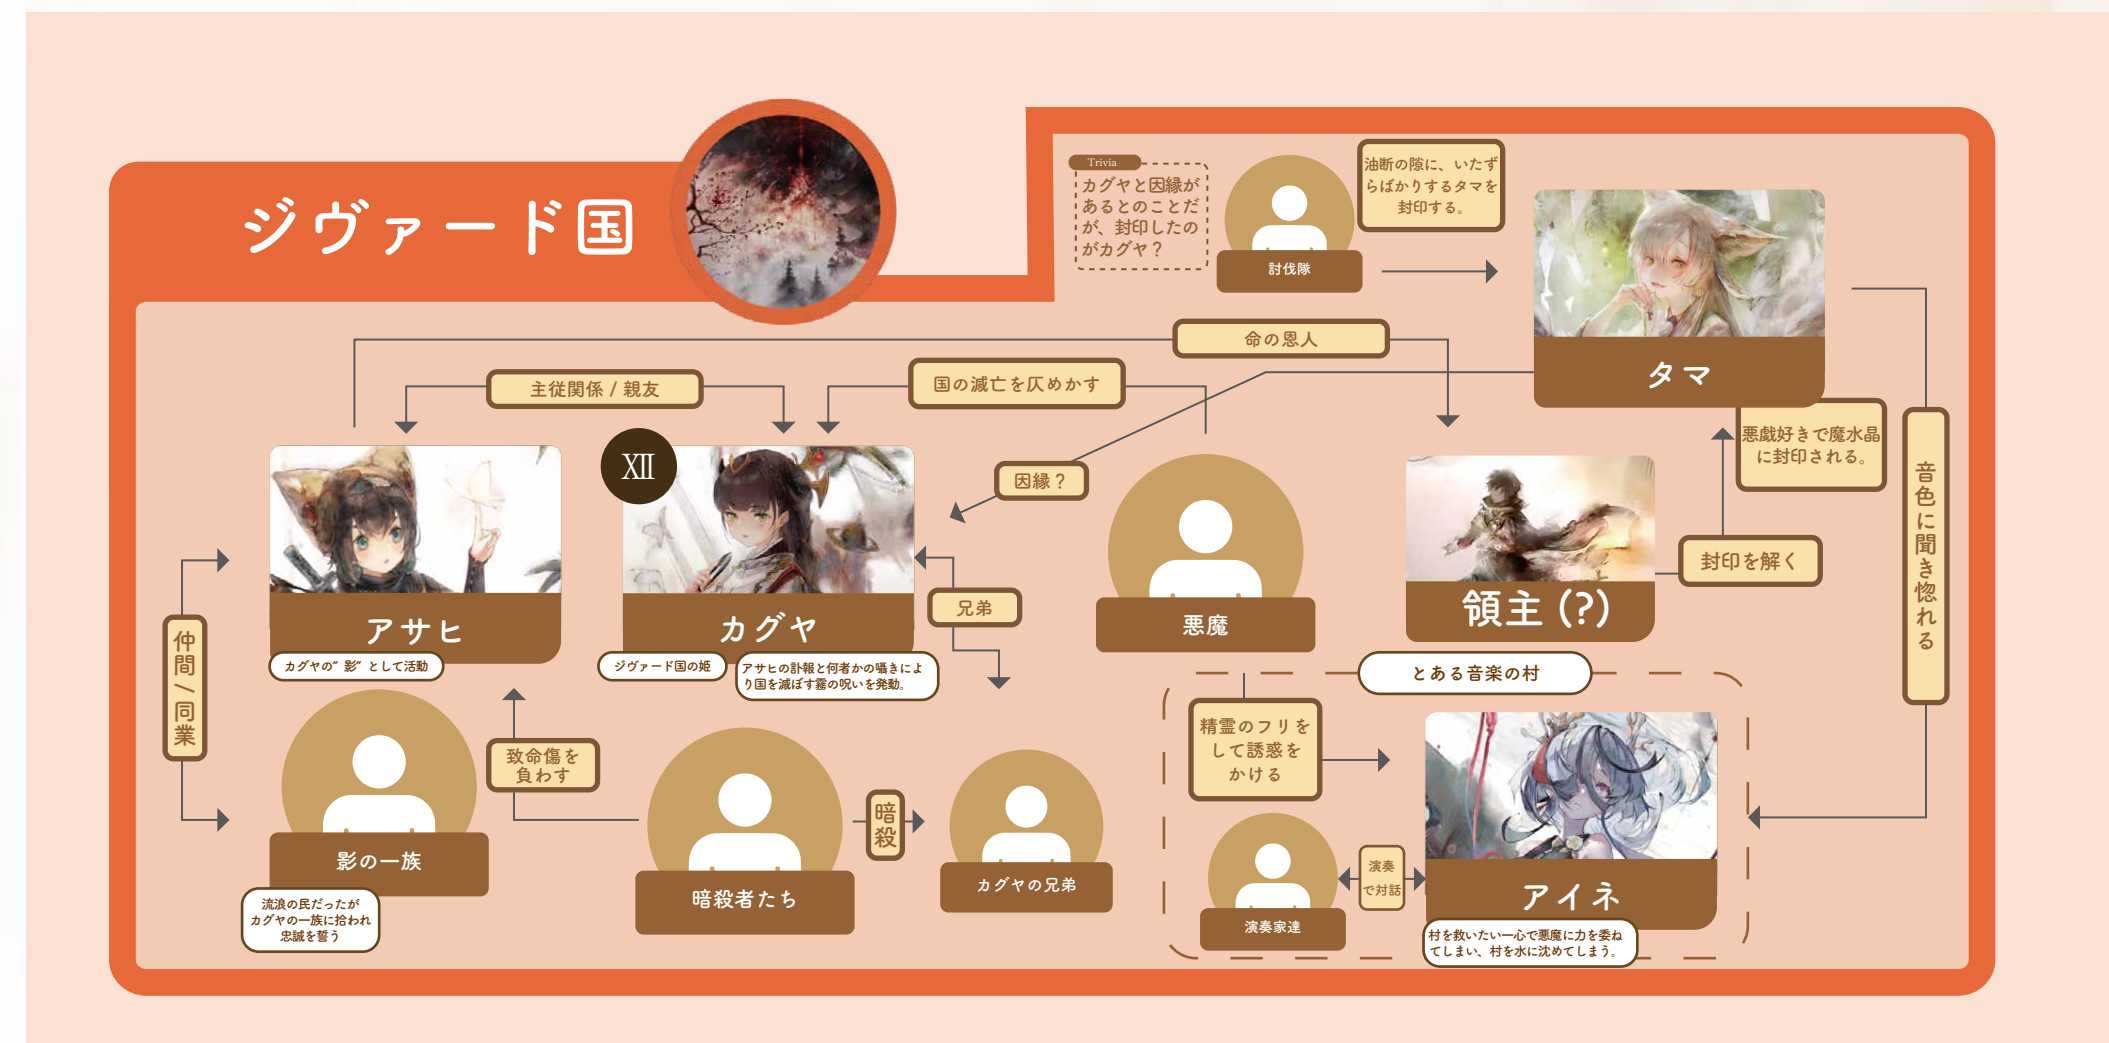 ジヴァード国
Trivia
カグヤと因縁が
あるとのことだ
が、封印したの
がカグヤ？
討伐隊
油断の隙に、いたず
らばかりするタマを
封印する。
タマ
命の恩人
主従関係 / 親友
国の滅亡を仄めかす
因縁？
悪戯好きで魔水晶
に封印される。
封印を解く
音色に聞き惚れる
アサヒ
カグヤの”影”として活動
XII
カグヤ
ジヴァード国の姫
アサヒの訃報と何者かの囁きによ
り国を滅ぼす霧の呪いを発動。
兄弟
悪魔
領主 (?)
仲間/同業
影の一族
流浪の民だったが
カグヤの一族に拾われ
忠誠を誓う
致命傷を
負わす
暗殺者たち
暗殺
カグヤの兄弟
とある音楽の村
精霊のフリを
して誘惑を
かける
演奏家達
演奏
で対話
アイネ
村を救いたい一心で悪魔に力を委ね
てしまい、村を水に沈めてしまう。